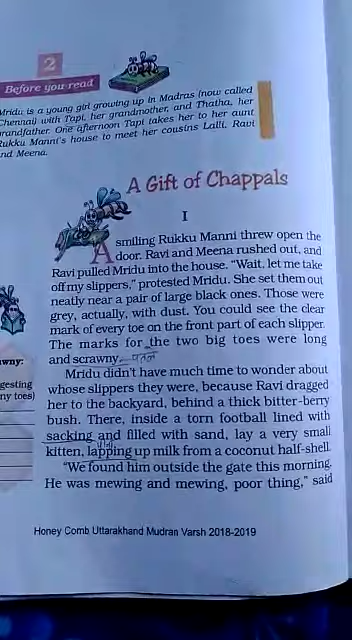 2
Before you read
Mridu is a young girl growing up in Madras (now called
Chennai) with Tapi, her grandmother, and Thatha, her
grandfather. One afternoon Tapi takes her to her aunt
Rukku Manni's house to meet her cousins Lalli, Ravi
and Meena.
A Gift of Chappals
I
A smiling Rukku Manni threw open the
door. Ravi and Meena rushed out, and
Ravi pulled Mridu into the house. "Wait, let me take
off my slippers," protested Mridu. She set them out
neatly near a pair of large black ones. Those were
grey, actually, with dust. You could see the clear
mark of every toe on the front part of each slipper.
The marks for the two big toes were long
and scrawny.
wny:
gesting
ny toes)
Mridu didn't have much time to wonder about
whose slippers they were, because Ravi dragged
her to the backyard, behind a thick bitter-berry
bush. There, inside a torn football lined with
sacking and filled with sand, lay a very small
kitten, lapping up milk from a coconut half-shell.
"We found him outside the gate this morning.
He was mewing and mewing, poor thing," said
Honey Comb Uttarakhand Mudran Varsh 2018-2019